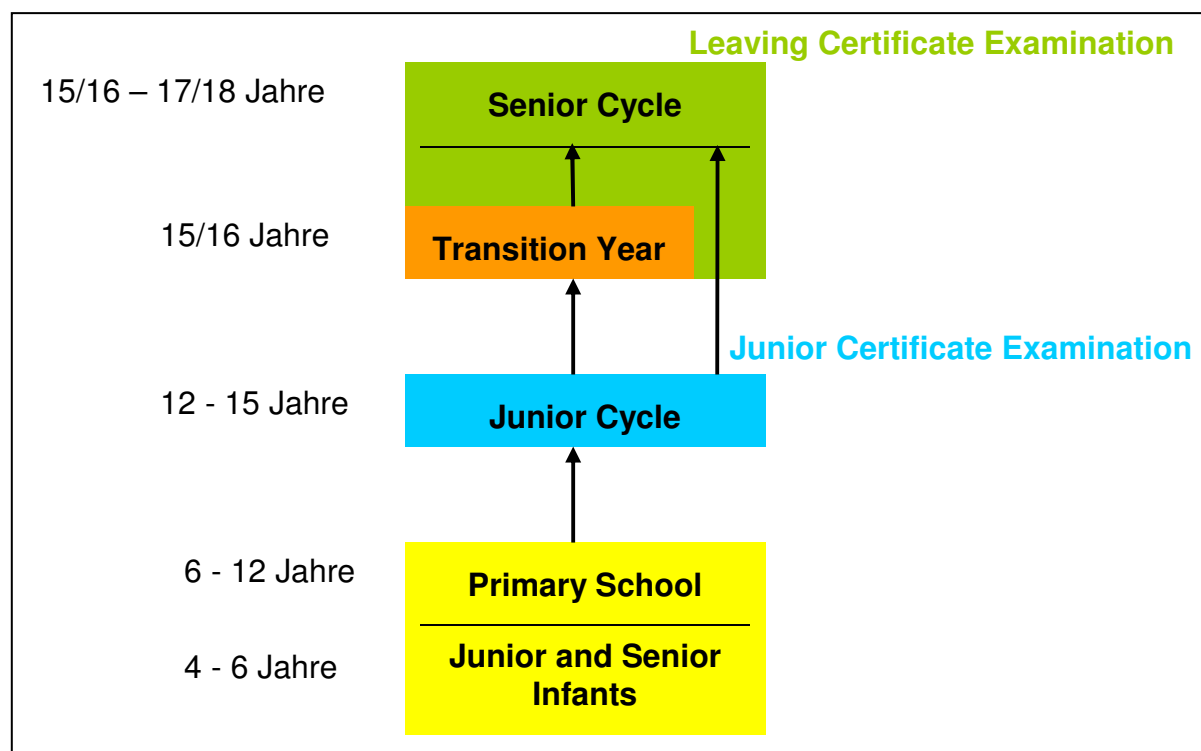 Leaving Certificate Examination
15/16 – 17/18 Jahre
Senior Cycle
15/16 Jahre
Transition Year
Junior Certificate Examination
12 - 15 Jahre
Junior Cycle
6 - 12 Jahre
Primary School
4 - 6 Jahre
Junior and Senior
Infants